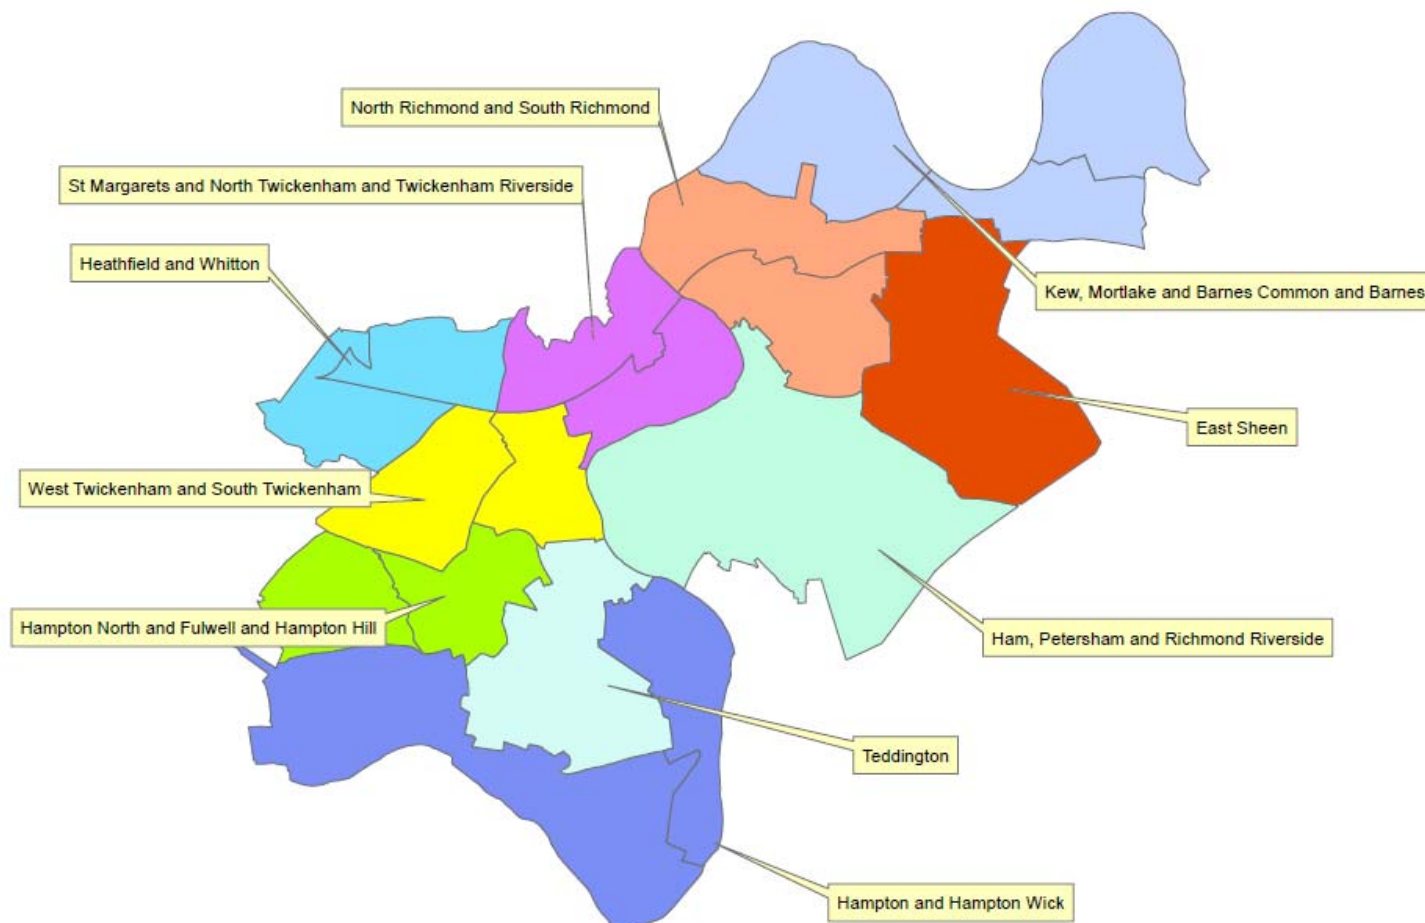 North Richmond and South Richmond
St Margarets and North Twickenham and Twickenham Riverside
Heathfield and Whitton
Kew, Mortlake and Barnes Common and Barnes
East Sheen
West Twickenham and South Twickenham
Hampton North and Fulwell and Hampton Hill
Ham, Petersham and Richmond Riverside
Teddington
Hampton and Hampton Wick